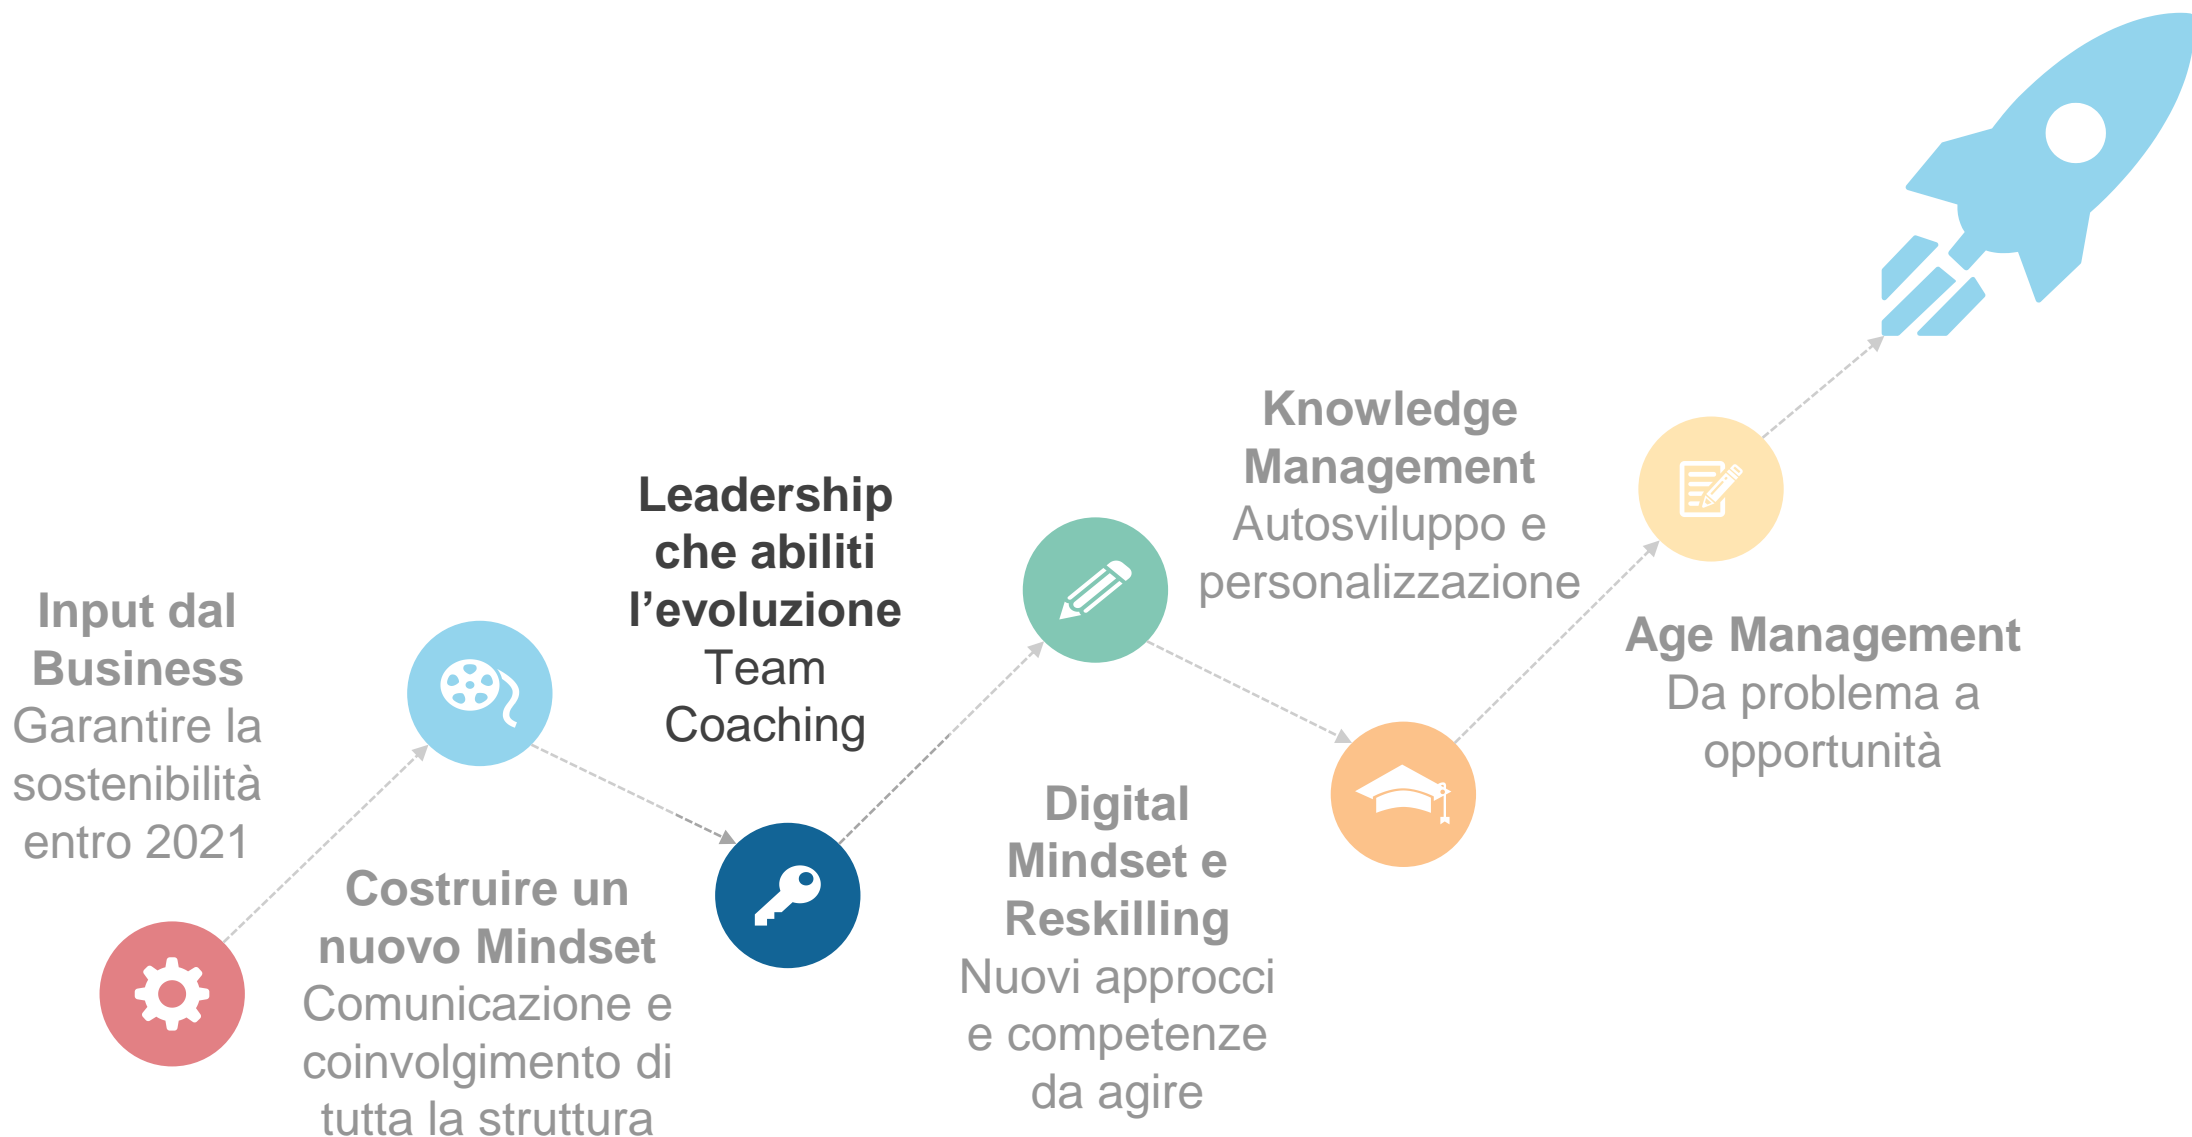 Input dal
Business
Garantire la
sostenibilità
entro 2021
Costruire un
nuovo Mindset
Comunicazione e
coinvolgimento di
tutta la struttura
Leadership
che abiliti
l’evoluzione
Team
Coaching
Digital
Mindset e
Reskilling
Nuovi approcci
e competenze
da agire
Knowledge
Management
Autosviluppo e
personalizzazione
Age Management
Da problema a
opportunità